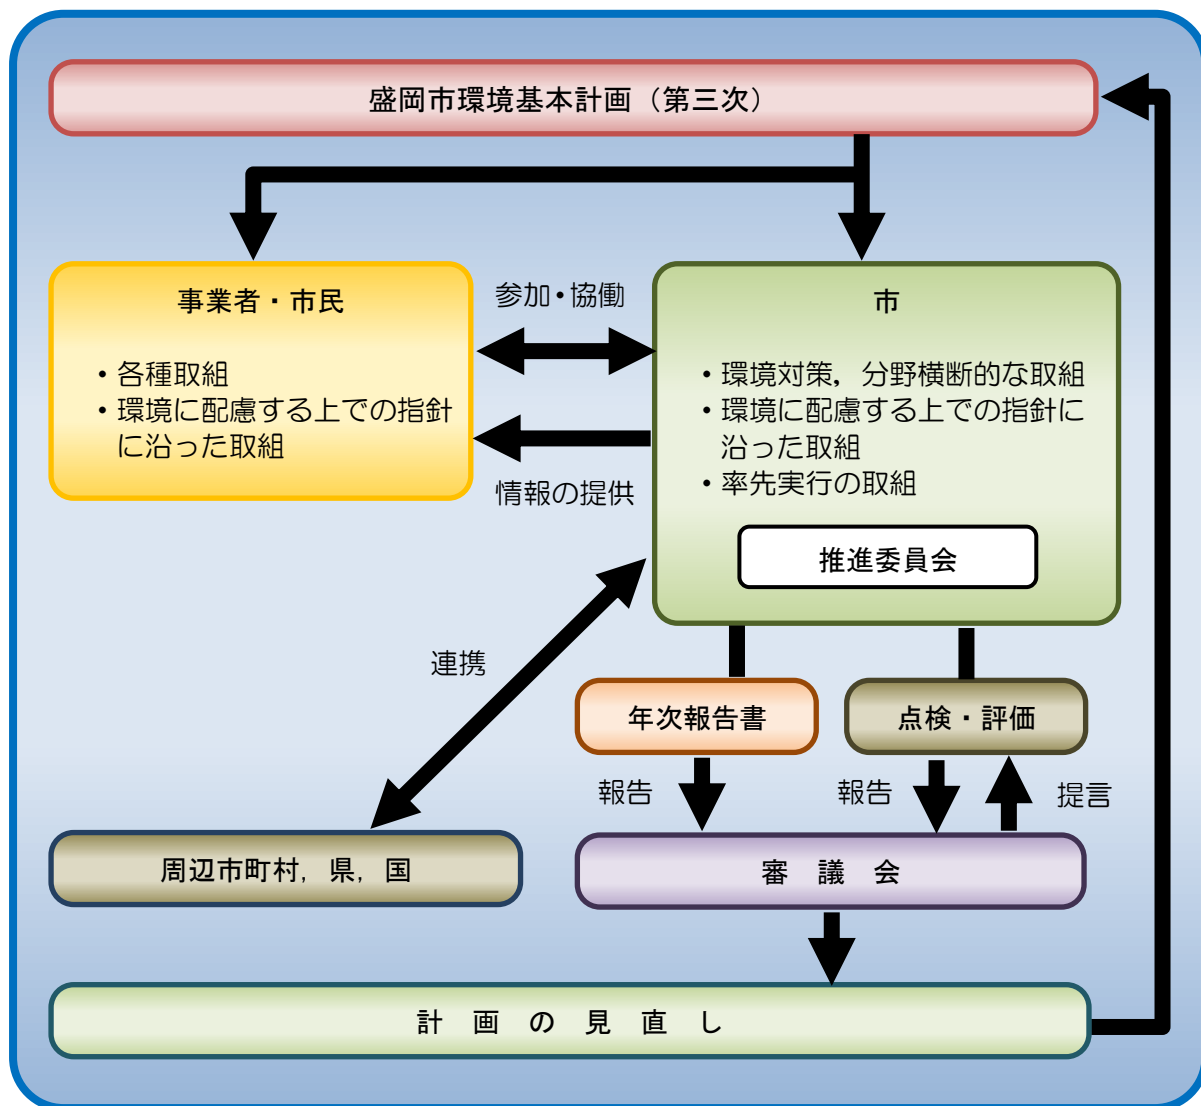 盛岡市環境基本計画（第三次）
事業者・市民
・各種取組
・環境に配慮する上での指針
に沿った取組
参加・協働
情報の提供
市
・環境対策，分野横断的な取組
・環境に配慮する上での指針に
沿った取組
・率先実行の取組
推進委員会
連携
年次報告書
点検・評価
報告
報告
提言
周辺市町村，県，国
審　議　会
計　画　の　見　直　し